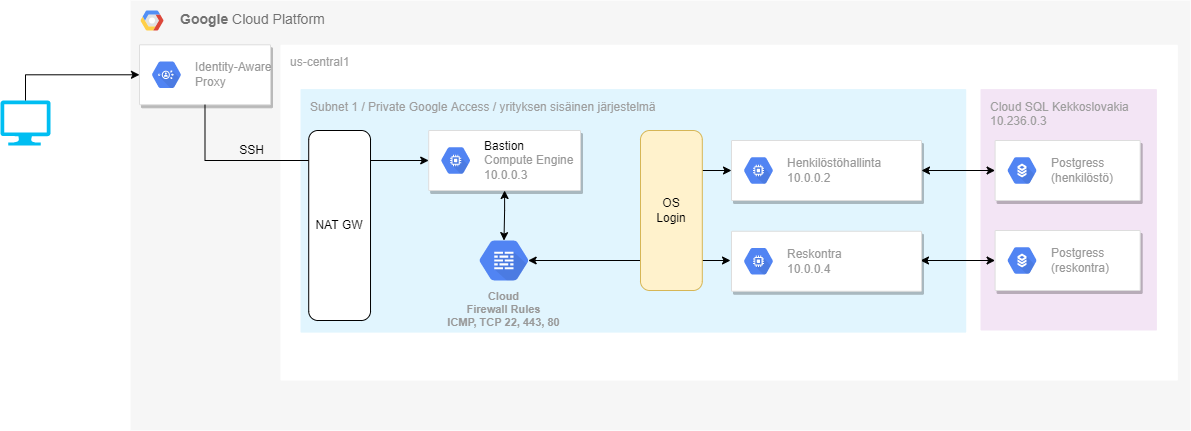 Google Cloud Platform
Identity-Aware
Proxy
us-central1
Subnet 1 / Private Google Access / yrityksen sisäinen järjestelmä
Cloud SQL Kekkoslovakia
10.236.0.3
SSH
NAT GW
Bastion
Compute Engine
10.0.0.3
Cloud
Firewall Rules
ICMP, TCP 22, 443, 80
OS
Login
Henkilöstöhallinta
10.0.0.2
Reskontra
10.0.0.4
Postgress
(henkilöstö)
Postgress
(reskontra)